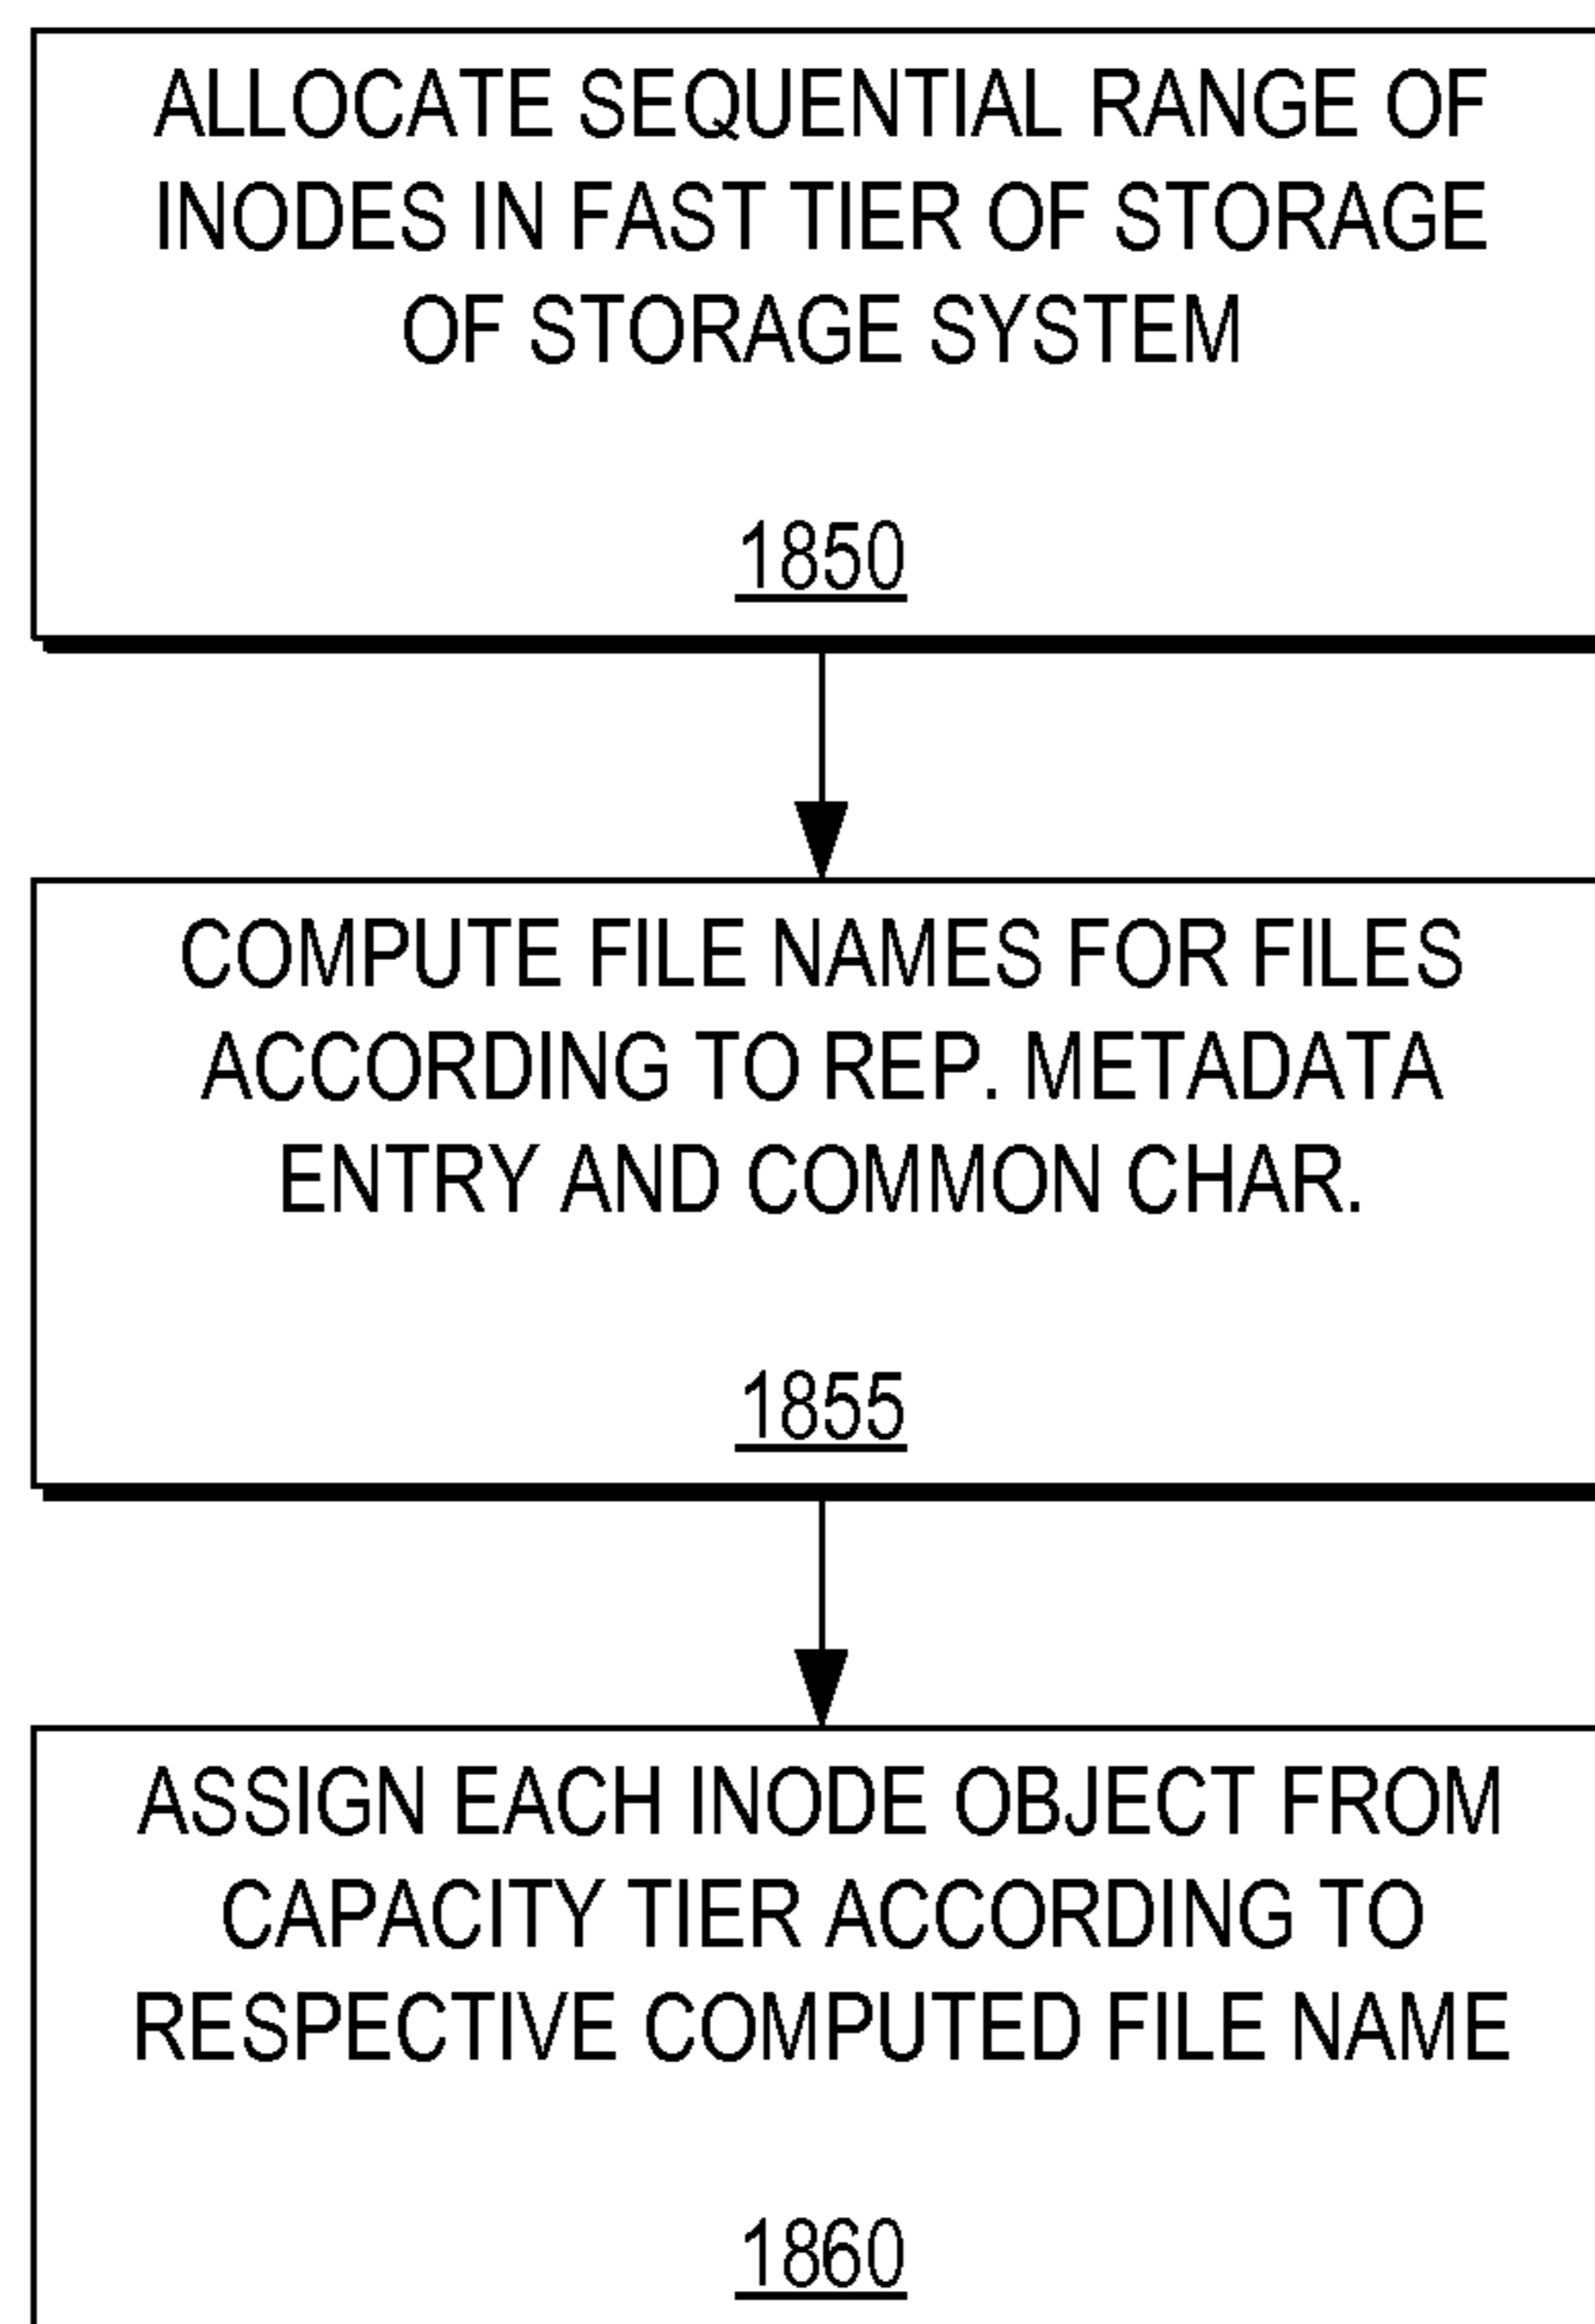 ALLOCATE SEQUENTIAL RANGE OF
INODES IN FAST TIER OF STORAGE
OF STORAGE SYSTEM
1850
COMPUTE FILE NAMES FOR FILES
ACCORDING TO REP. METADATA
ENTRY AND COMMON CHAR.
1855
ASSIGN EACH INODE OBJECT FROM
CAPACITY TIER ACCORDING TO
RESPECTIVE COMPUTED FILE NAME
1860